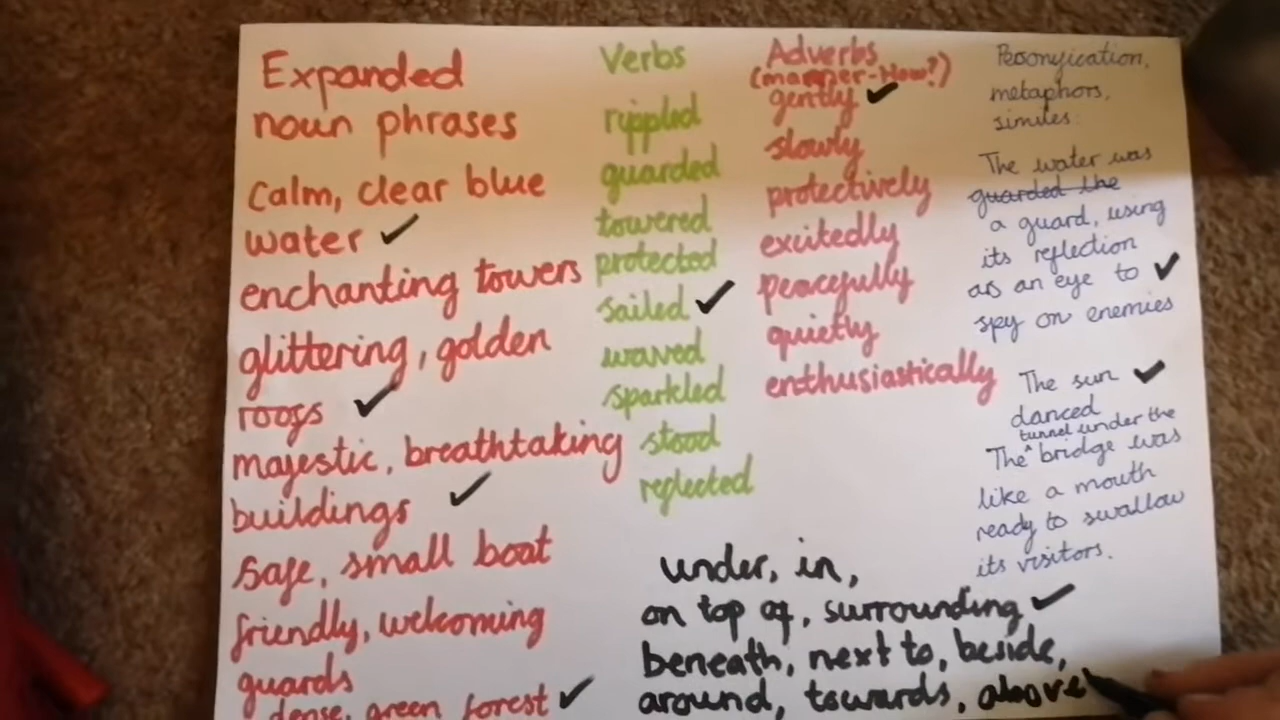 Expanded
noun phrases
Calm, clear blue
water ✓
enchanting towers
glittering, golden
roofs ✓
majestic, breathtaking
buildings ✓
safe, small boat
friendly, welcoming
guards
dense, green forest ✓
Verbs
rippled
guarded
towered
protected
sailed ✓
waved
sparkled
stood
reflected
Adverbs
(manner-How?)
gently ✓
slowly
protectively
excitedly
peacefully
quietly
enthusiastically
Personification,
metaphors,
similes:
The water was
guarded the
a guard, using
its reflection
as an eye to ✓
spy on enemies
The sun ✓
danced
tunnel under the
The ^ bridge was
like a mouth
ready to swallow
its visitors.
under, in,
on top of, surrounding ✓
beneath, next to, beside,
around, towards, above